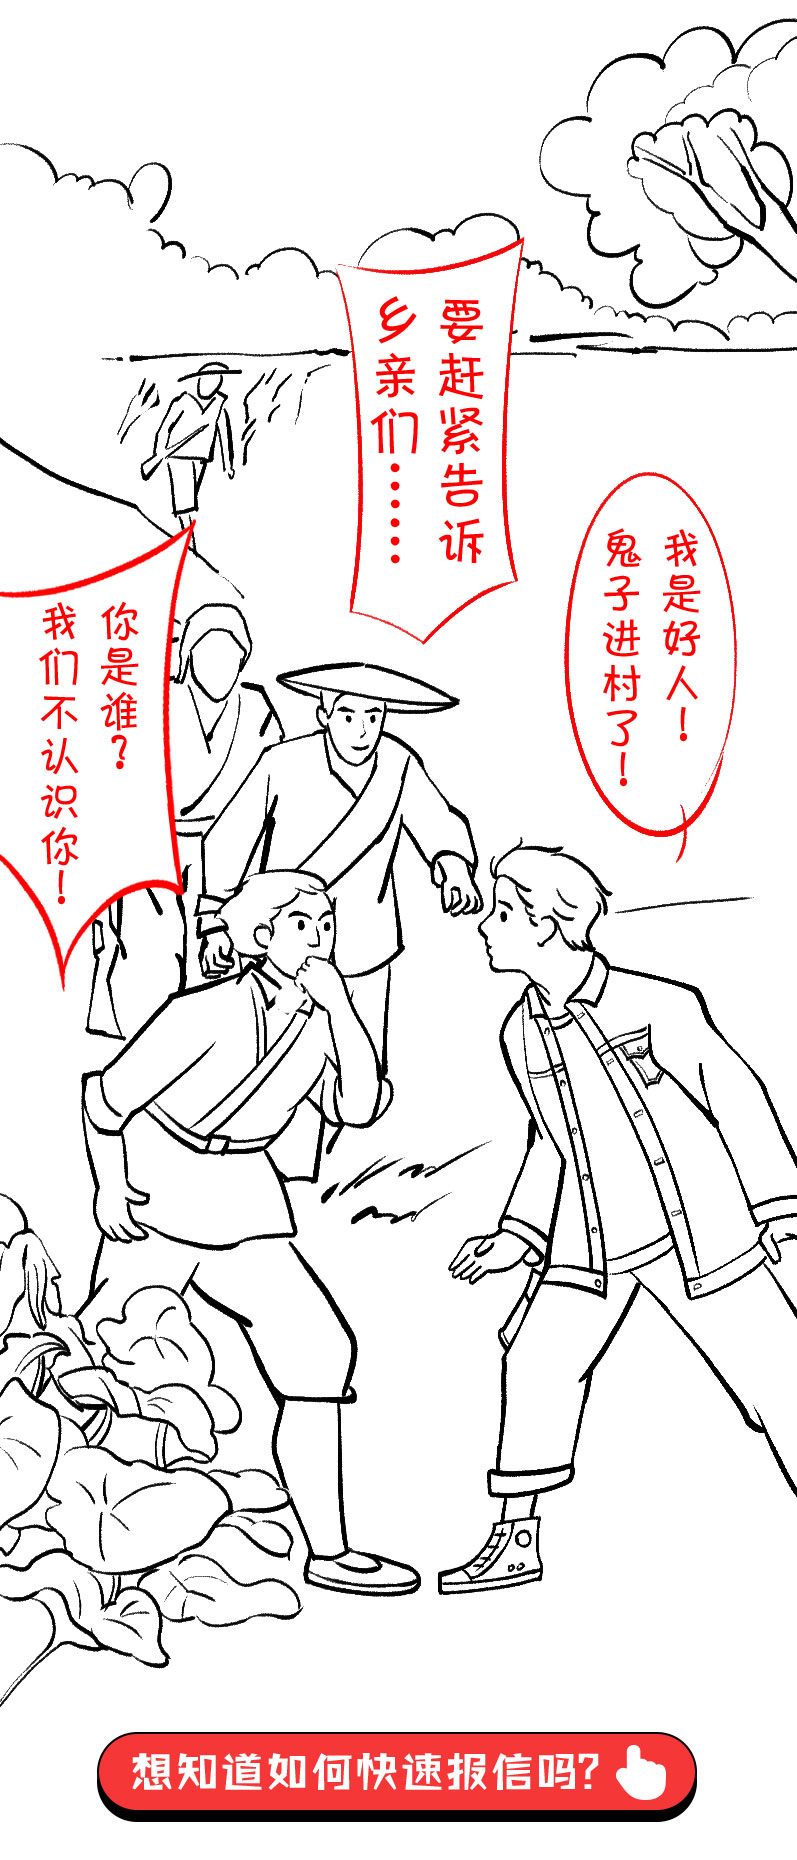 要赶紧告诉
乡亲们……
我是好人！
鬼子进村了！
你是谁？
我们不认识你！
想知道如何快速报信吗？